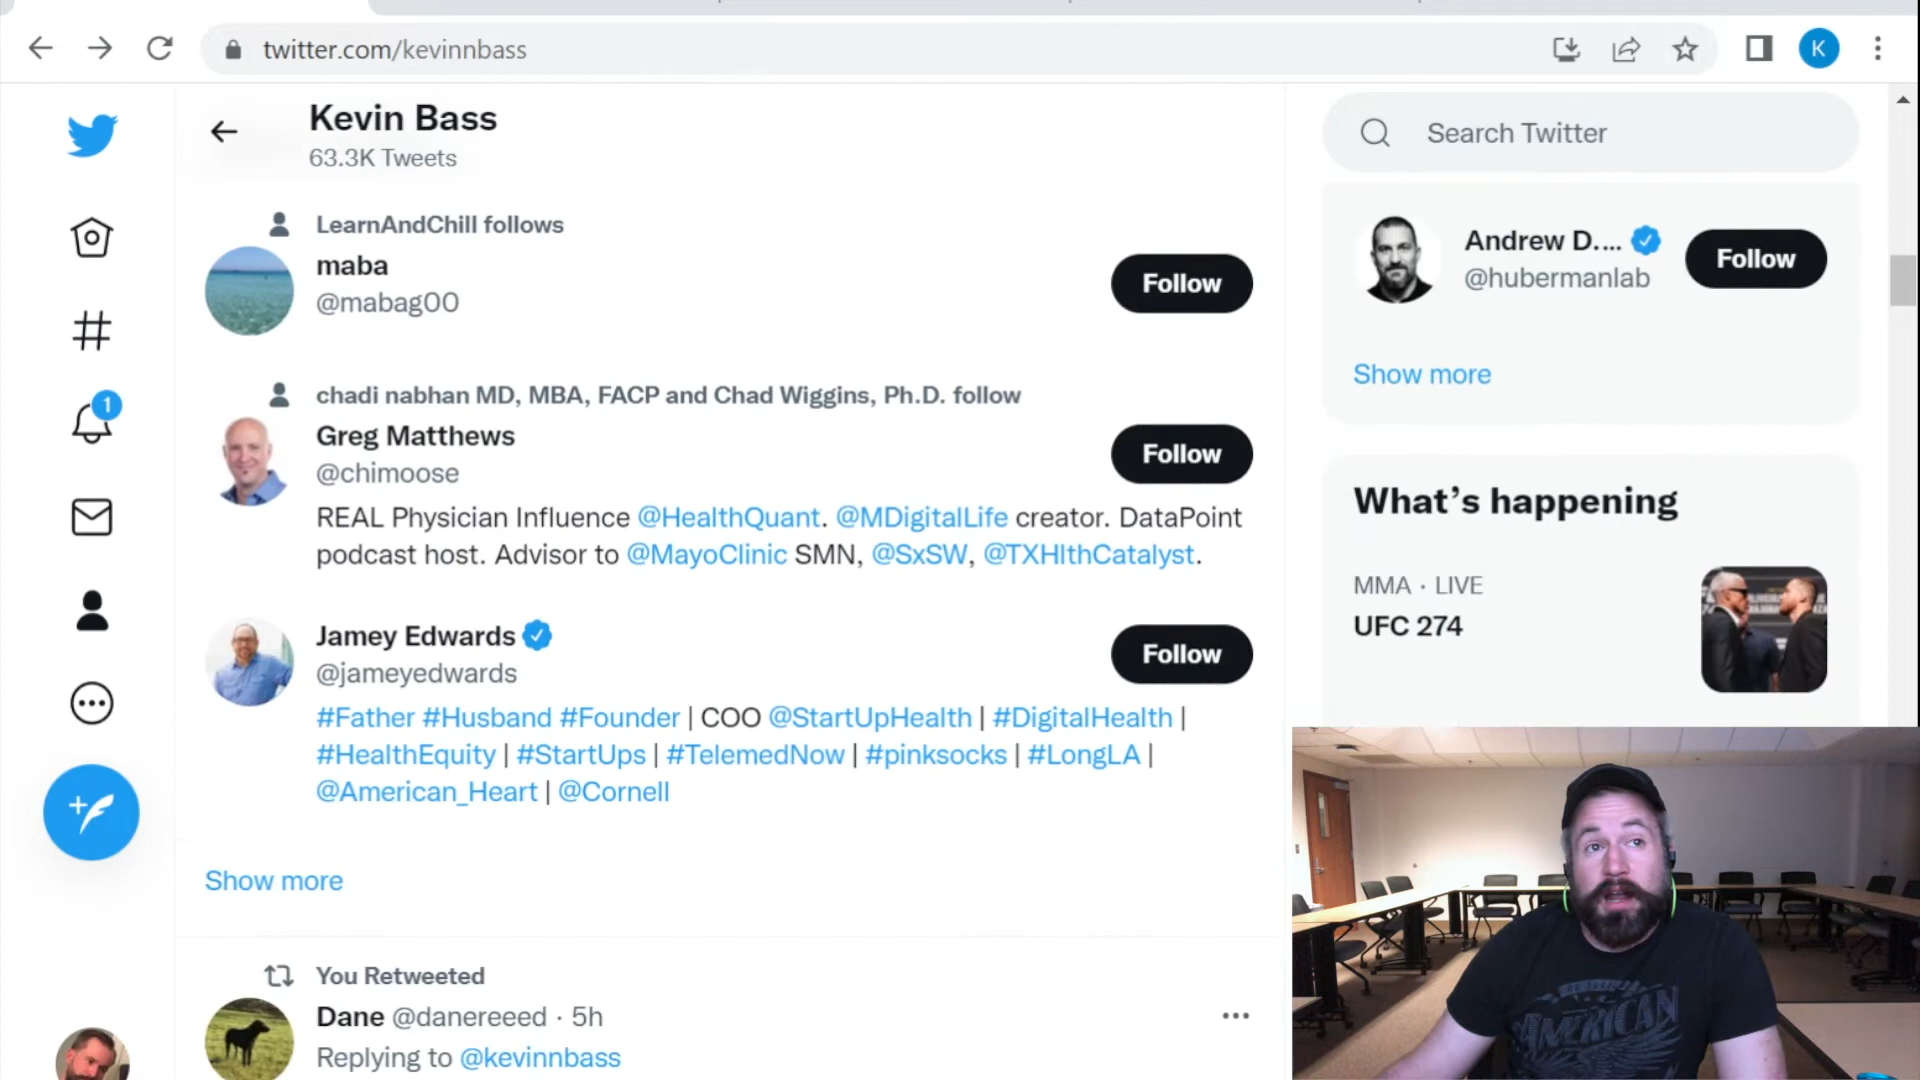 twitter.com/kevinnbass
K
Kevin Bass
63.3K Tweets
Search Twitter
LearnAndChill follows
maba
@mabag00
Follow
Andrew D....
@hubermanlab
Follow
Show more
1
chadi nabhan MD, MBA, FACP and Chad Wiggins, Ph.D. follow
Greg Matthews
@chimoose
Follow
REAL Physician Influence @HealthQuant. @MDigitalLife creator. DataPoint
podcast host. Advisor to @MayoClinic SMN, @SxSW, @TXHlthCatalyst.
What's happening
MMA · LIVE
UFC 274
Jamey Edwards
@jameyedwards
Follow
#Father #Husband #Founder | COO @StartUpHealth | #DigitalHealth |
#HealthEquity | #StartUps | #TelemedNow | #pinksocks | #LongLA |
@American_Heart | @Cornell
Show more
You Retweeted
Dane @danereeed · 5h
Replying to @kevinnbass
AMERICAN